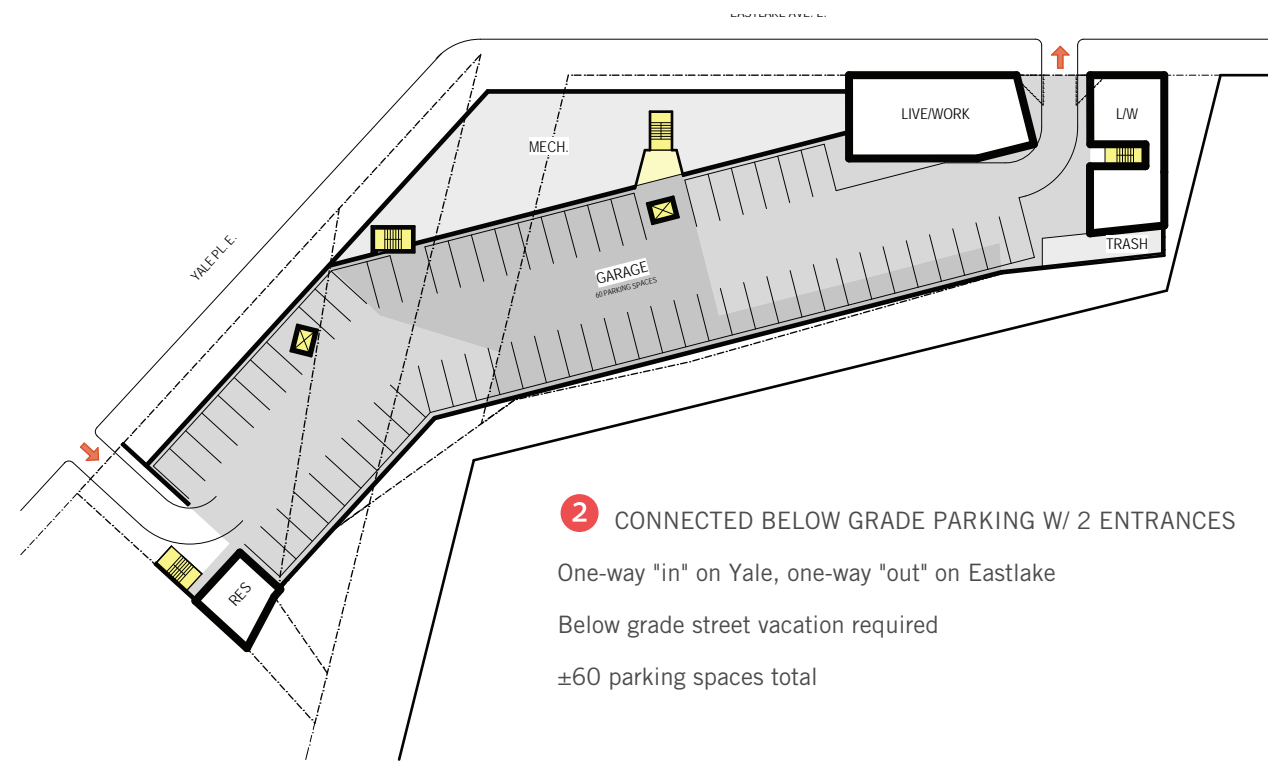 EASTLAKE AVE. E.
LIVE/WORK
L/W
MECH.
YALE PL. E.
TRASH
GARAGE
60 PARKING SPACES
RES
2 CONNECTED BELOW GRADE PARKING W/ 2 ENTRANCES
One-way "in" on Yale, one-way "out" on Eastlake
Below grade street vacation required
±60 parking spaces total